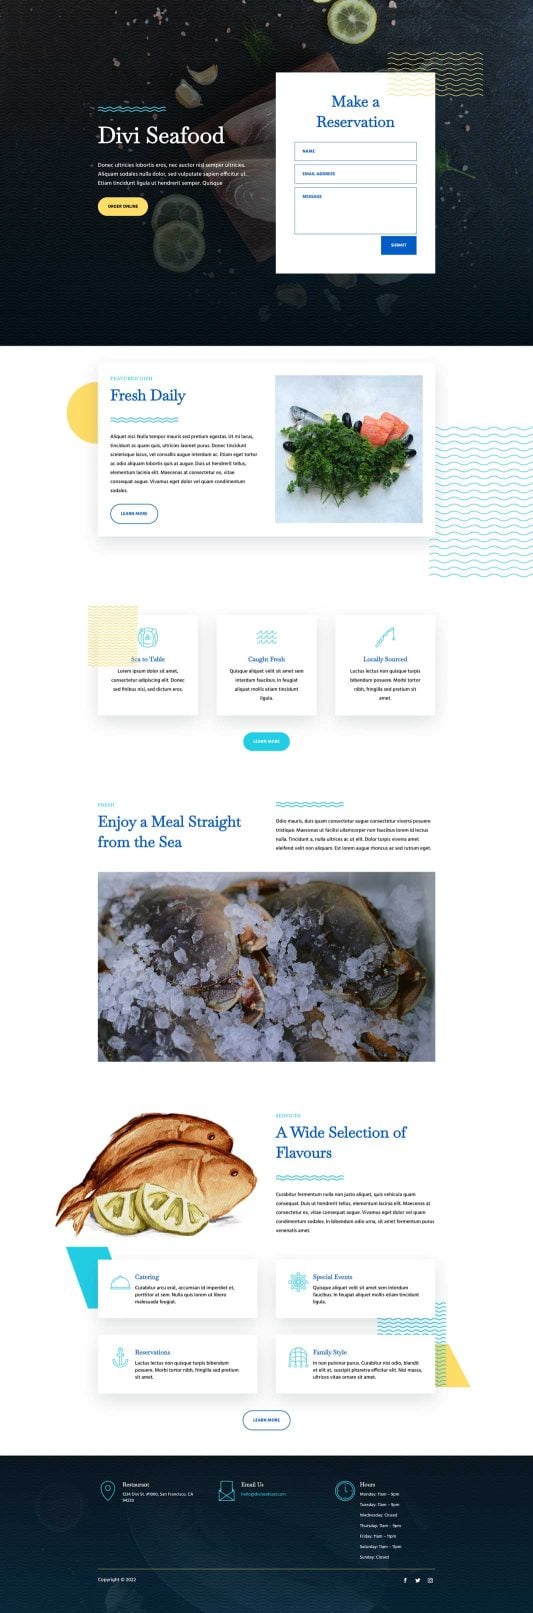 Divi Seafood
Donec ultricies lobortis eros, nec auctor nisl semper ultricies.
Aliquam sodales nulla dolor, sed vulputate sapien efficitur ut.
Etiam tincidunt ligula ut hendrerit semper. Quisque
ORDER ONLINE
Make a
Reservation
NAME
EMAIL ADDRESS
MESSAGE
SUBMIT
FEATURED DISH
Fresh Daily
Aliquet nisl. Nulla tempor mauris sed pretium egestas. Ut mi lacus,
tincidunt ac quam quis, ultricies laoreet purus. Donec tincidunt
scelerisque lacus, vel convallis augue interdum ac. Etiam eget tortor
ac odio aliquam lobortis quis at augue. Duis ut hendrerit tellus,
elementum lacinia elit. Maecenas at consectetur ex, vitae
consequat augue. Vivamus eget dolor vel quam condimentum
sodales.
LEARN MORE
Sea to Table
Lorem ipsum dolor sit amet,
consectetur adipiscing elit. Donec
sed finibus nisi, sed dictum eros.
Caught Fresh
Quisque aliquet velit sit amet sem
interdum faucibus. In feugiat
aliquet mollis etiam tincidunt
ligula.
Locally Sourced
Luctus lectus non quisque turpis
bibendum posuere. Morbi tortor
nibh, fringilla sed pretium sit
amet.
LEARN MORE
FRESH
Enjoy a Meal Straight
from the Sea
Odio mauris, duis quam consectetur augue consectetur viverra posuere
tristique. Maecenas ut facilisi ullamcorper non faucibus lorem id lectus
nulla. Tincidunt a, nulla ultrices ac ut elit. Dolor turpis viverra amet
eleifend velit non aliquam. Est lorem augue rhoncus ac sed rutrum eget.
SERVICES
A Wide Selection of
Flavours
Curabitur fermentum nulla non justo aliquet, quis vehicula quam
consequat. Duis ut hendrerit tellus, elementum lacinia elit. Maecenas at
consectetur ex, vitae consequat augue. Vivamus eget dolor vel quam
condimentum sodales. In bibendum odio urna, sit amet fermentum purus
venenatis amet.
Catering
Curabitur arcu erat, accumsan id imperdiet et,
porttitor at sem. Nulla quis lorem ut libero
malesuada feugiat.
Special Events
Quisque aliquet velit sit amet sem interdum
faucibus. In feugiat aliquet mollis etiam tincidunt
ligula.
Reservations
Luctus lectus non quisque turpis bibendum
posuere. Morbi tortor nibh, fringilla sed pretium
sit amet.
Family Style
In non pulvinar purus. Curabitur nisi odio, blandit
et elit at, suscipit pharetra efficitur elit. Nisl massa,
ultrices vitae ornare sit amet.
LEARN MORE
Restaurant
1234 Divi St. #1000, San Francisco, CA
94220
Email Us
hello@diviseafood.com
Hours
Monday: 11am – 9pm
Tuesday: 11am – 9pm
Wednesday: Closed
Thursday: 11am – 9pm
Friday: 11am – 11pm
Saturday: 11am – 11pm
Sunday: Closed
Copyright © 2022